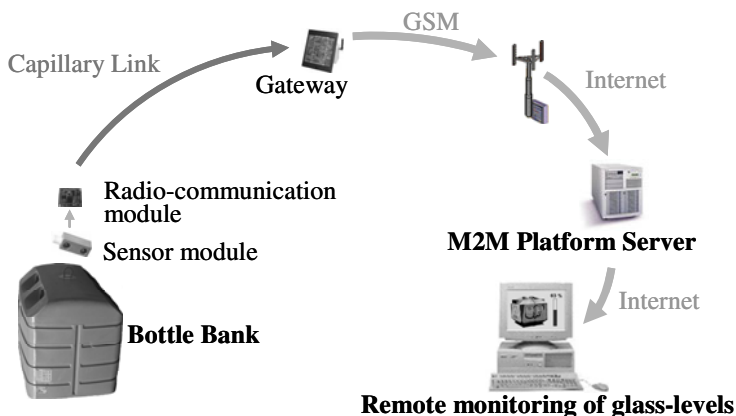 GSM
Capillary Link
Gateway
Internet
Radio-communication
module
Sensor module
M2M Platform Server
Internet
Bottle Bank
83 %
Remote monitoring of glass-levels